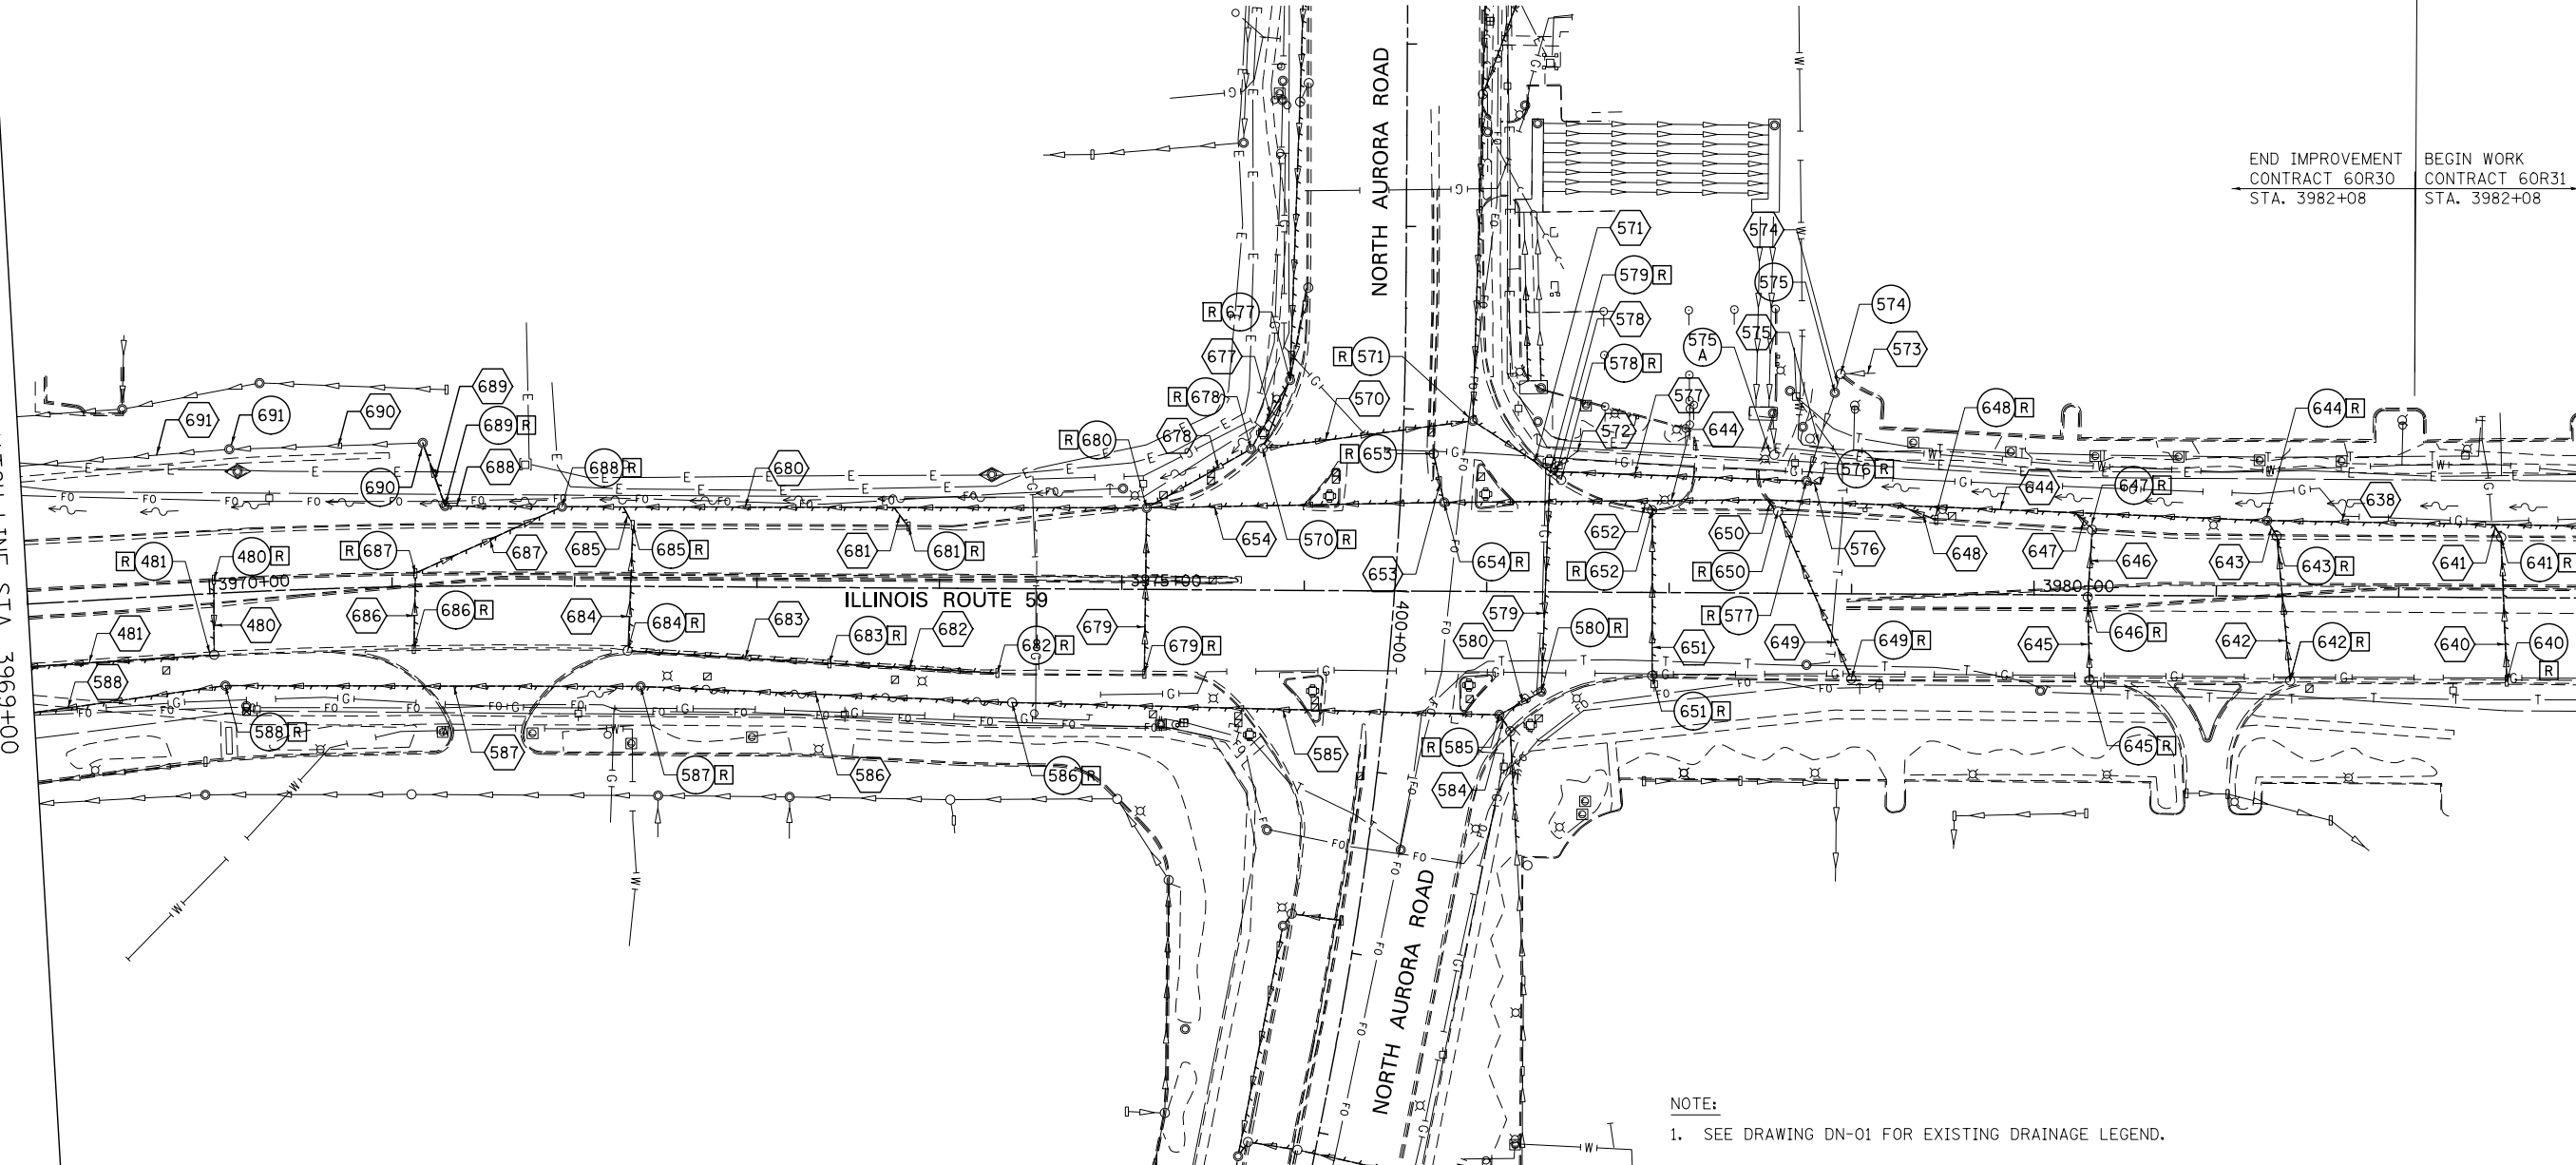 NORTH AURORA ROAD
END IMPROVEMENT
CONTRACT 60R30
STA. 3982+08
BEGIN WORK
CONTRACT 60R31
STA. 3982+08
571
574
579 R
575
578
574
R 677
575
575 A
573
677
R 571
578 R
689
R 678
570
577
648 R
644 R
691
691
690
689 R
R 680
678
R 653
572
644
688
688 R
680
576 R
690
644
647 R
638
R 481
480 R
R 687
687
685
685 R
681
681 R
654
570 R
652
650
576
648
647
646
643
643 R
641
641 R
3970+00
3975+00
653
654 R
R 652
R 650
3980+00
ILLINOIS ROUTE 59
400+00
481
480
686
686 R
684
684 R
683
683 R
682
682 R
679
679 R
579
580
580 R
R 577
651
649
649 R
645
646 R
642
642 R
640
640
R
588
588 R
587
587 R
586
586 R
585
R 585
584
651 R
645 R
3969+00
NORTH AURORA ROAD
NOTE:
1. SEE DRAWING DN-01 FOR EXISTING DRAINAGE LEGEND.